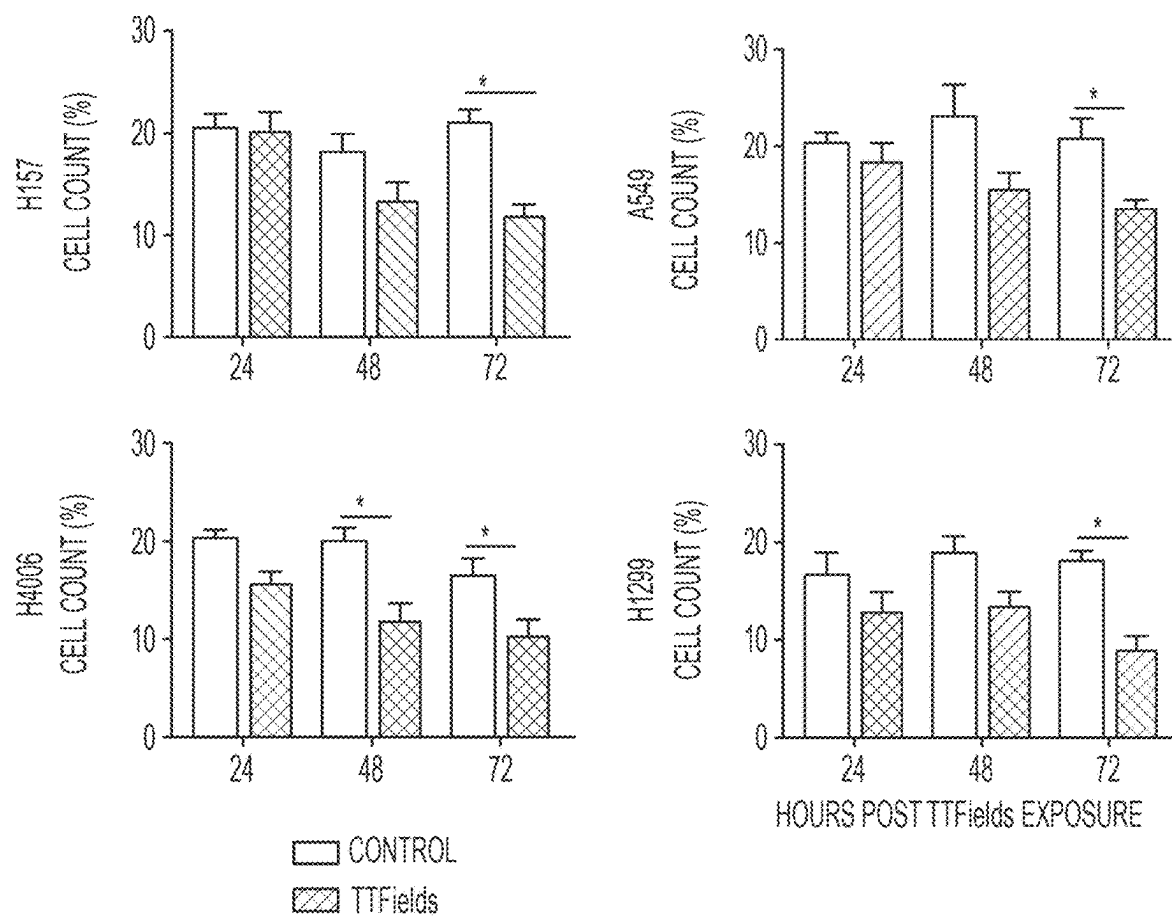 H157
CELL COUNT (%)
30
20
10
0
*
24 48 72
A549
CELL COUNT (%)
30
20
10
0
*
24 48 72
H4006
CELL COUNT (%)
30
20
10
0
* *
24 48 72
H1299
CELL COUNT (%)
30
20
10
0
*
24 48 72
HOURS POST TTFields EXPOSURE
CONTROL
TTFields